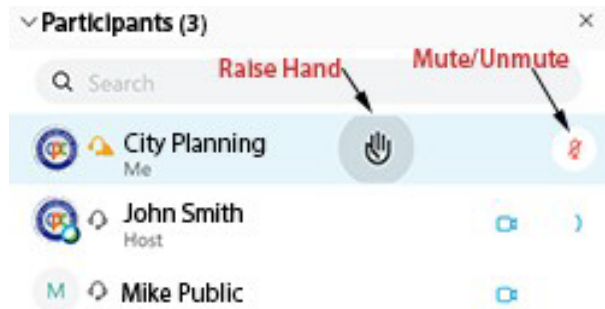 Participants (3)
Search
Raise Hand
Mute/Unmute
City Planning
Me
John Smith
Host
M Mike Public